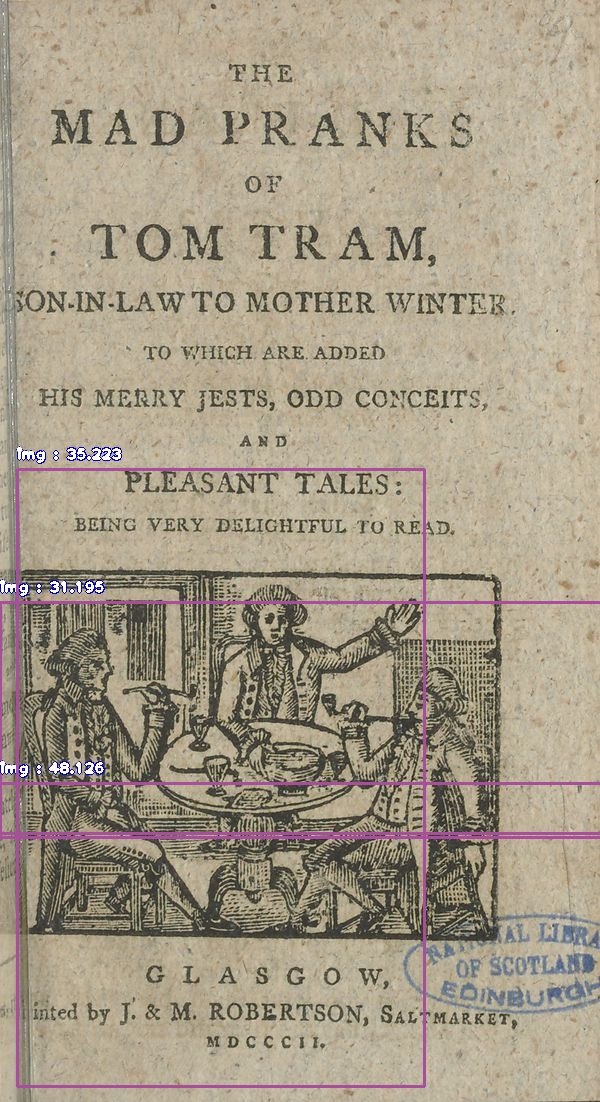 THE
MAD PRANKS
OF
TOM TRAM,
SON-IN-LAW TO MOTHER WINTER.
TO WHICH ARE ADDED
HIS MERRY JESTS, ODD CONCEITS,
AND
Img : 35.223
PLEASANT TALES:
BEING VERY DELIGHTFUL TO READ.
Img : 31.195
Img : 48.126
NATIONAL LIBRA
OF SCOTLAND
EDINBURGH
GLASGOW,
inted by J. & M. ROBERTSON, SALTMARKET,
MDCCCII.